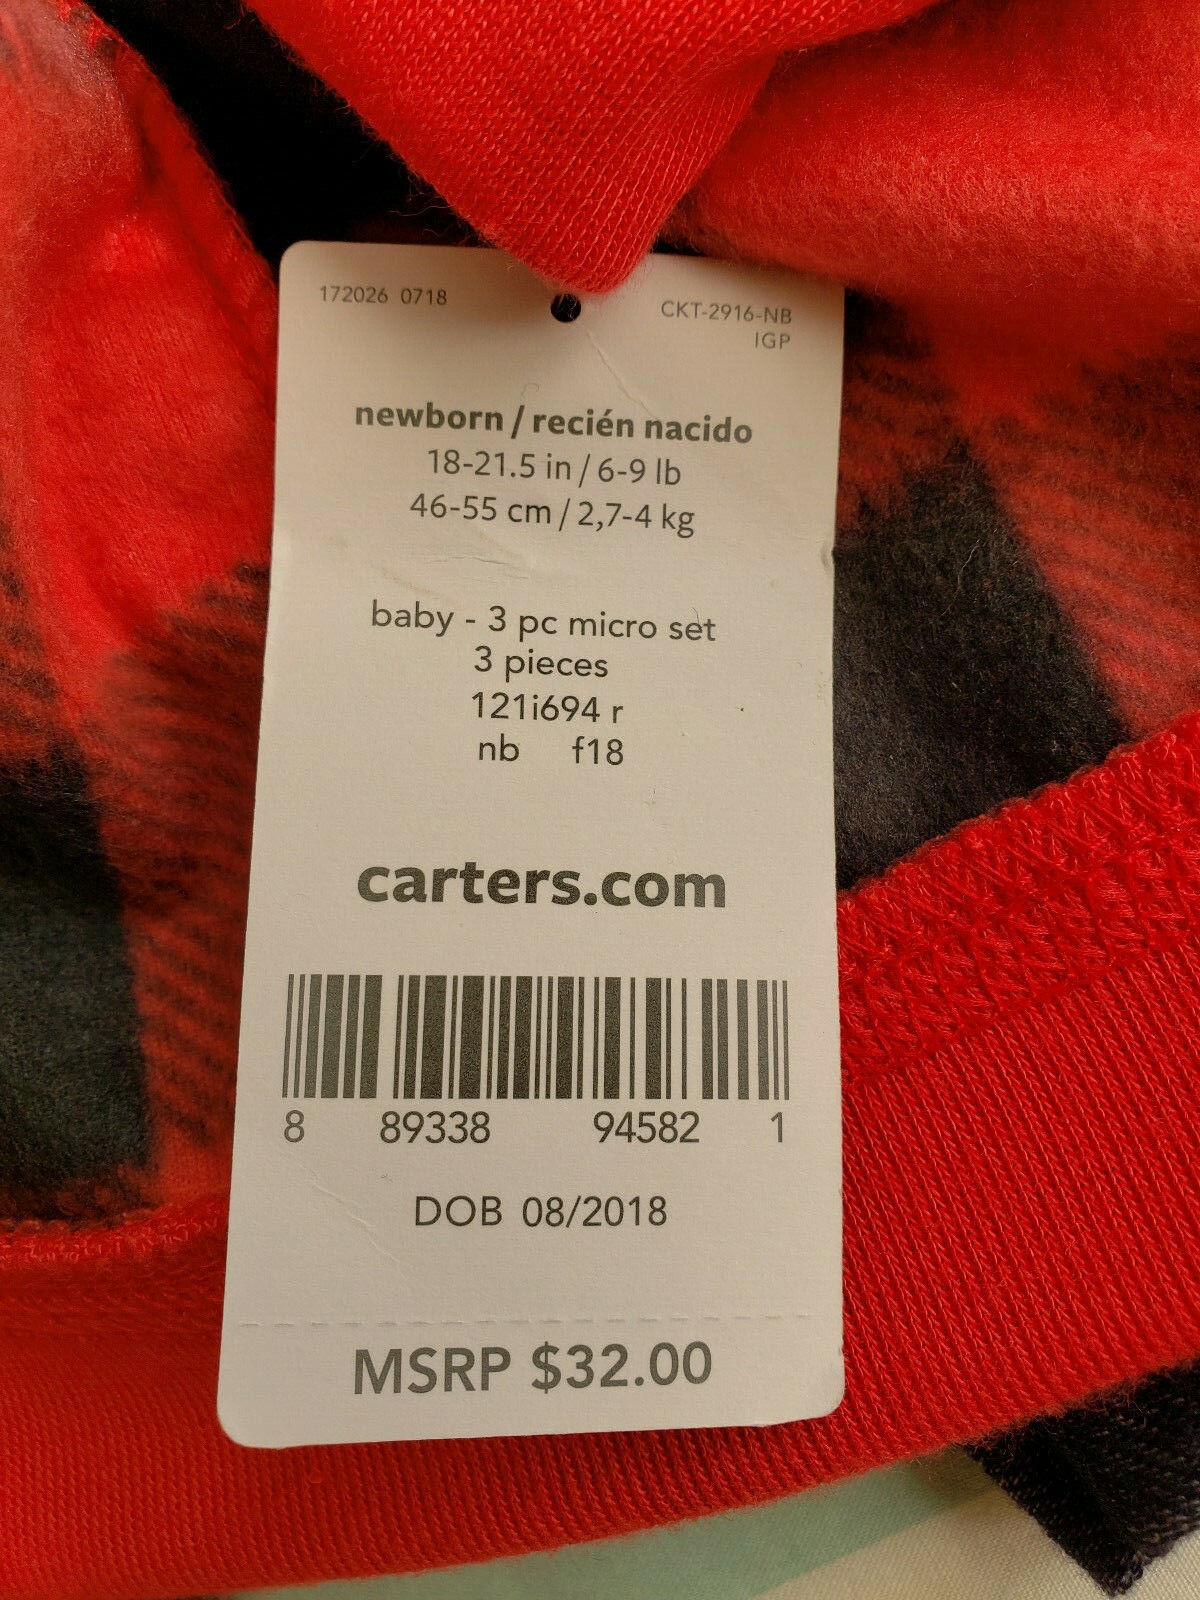 172026 0718
CKT-2916-NB
IGP
newborn / recién nacido
18-21.5 in / 6-9 lb
46-55 cm / 2,7-4 kg
baby - 3 pc micro set
3 pieces
121i694 r
nb f18
carters.com
8 89338 94582 1
DOB 08/2018
MSRP $32.00